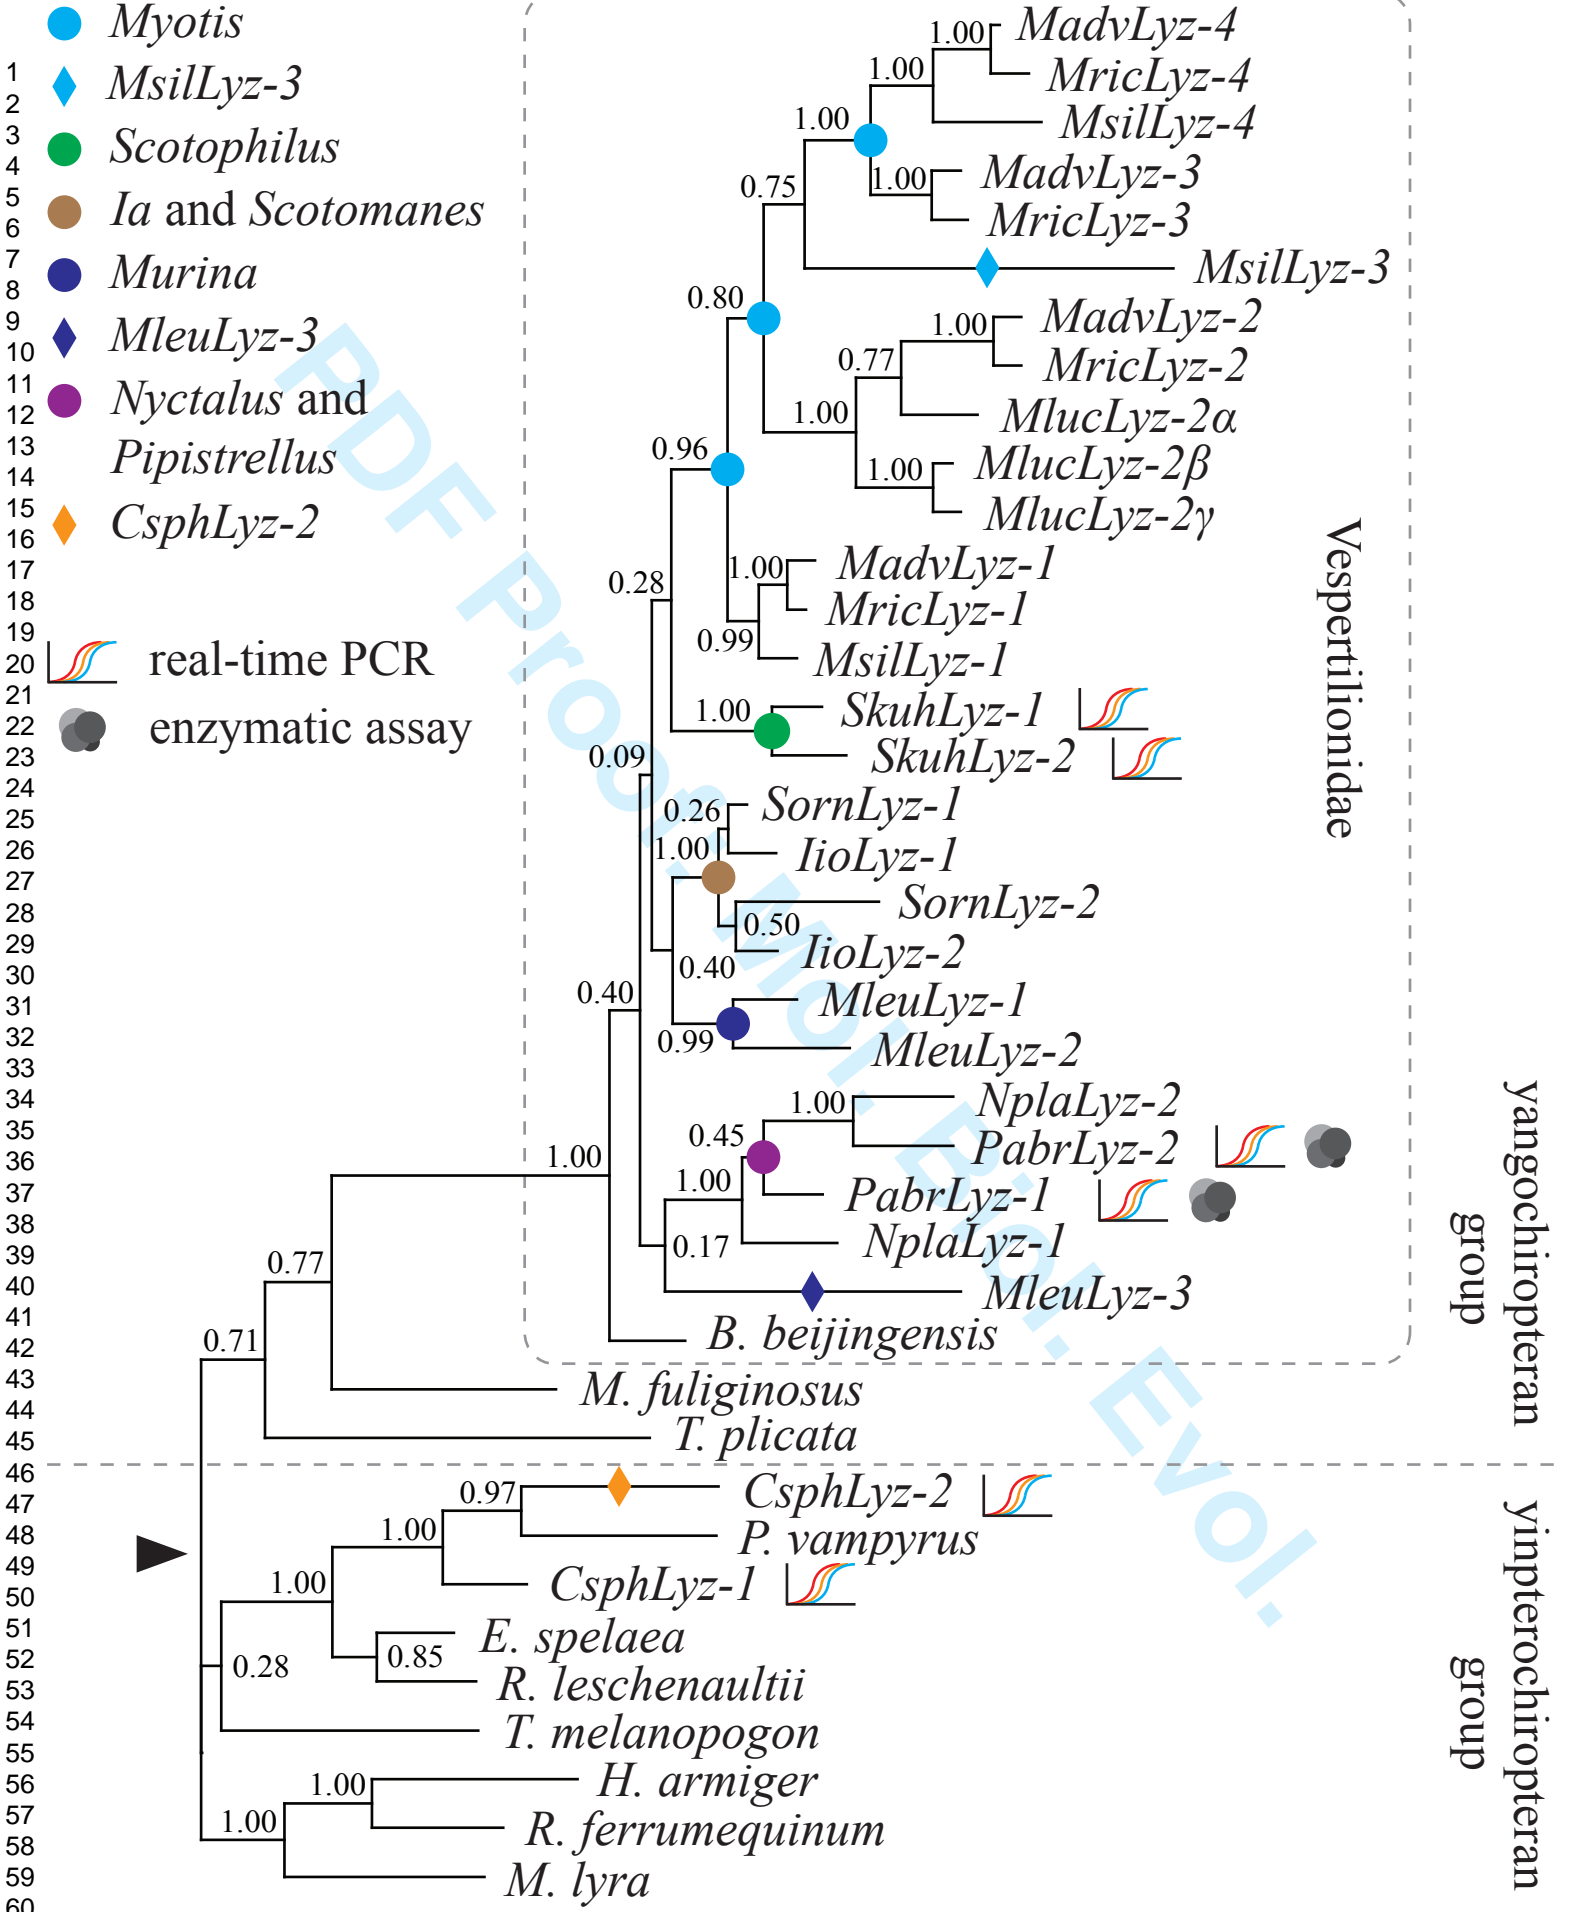 Myotis
MsilLyz-3
Scotophilus
Ia and Scotomanes
Murina
MleuLyz-3
Nyctalus and
Pipistrellus
CsphLyz-2
real-time PCR
enzymatic assay
1
2
3
4
5
6
7
8
9
10
11
12
13
14
15
16
17
18
19
20
21
22
23
24
25
26
27
28
29
30
31
32
33
34
35
36
37
38
39
40
41
42
43
44
45
46
47
48
49
50
51
52
53
54
55
56
57
58
59
60
1.00 MadvLyz-4
1.00 MricLyz-4
MsilLyz-4
1.00
1.00 MadvLyz-3
0.75 MricLyz-3
MsilLyz-3
0.80
1.00 MadvLyz-2
0.77 MricLyz-2
1.00 MlucLyz-2α
0.96 1.00 MlucLyz-2β
MlucLyz-2γ
1.00 MadvLyz-1
0.28 MricLyz-1
0.99 MsilLyz-1
1.00 SkuhLyz-1
SkuhLyz-2
0.09
0.26 SornLyz-1
1.00 IioLyz-1
SornLyz-2
0.50
0.40 IioLyz-2
0.40 MleuLyz-1
0.99 MleuLyz-2
1.00 NplaLyz-2
0.45 PabrLyz-2
1.00
1.00 PabrLyz-1
0.17 NplaLyz-1
0.77 MleuLyz-3
0.71 B. beijingensis
M. fuliginosus
T. plicata
0.97 CsphLyz-2
1.00 P. vampyrus
1.00 CsphLyz-1
E. spelaea
0.85
0.28 R. leschenaultii
T. melanopogon
1.00 H. armiger
1.00 R. ferrumequinum
M. lyra
Vespertilionidae
yangochiropteran
group
yinpterochiropteran
group
PDF Proof: Mol. Biol. Evol.